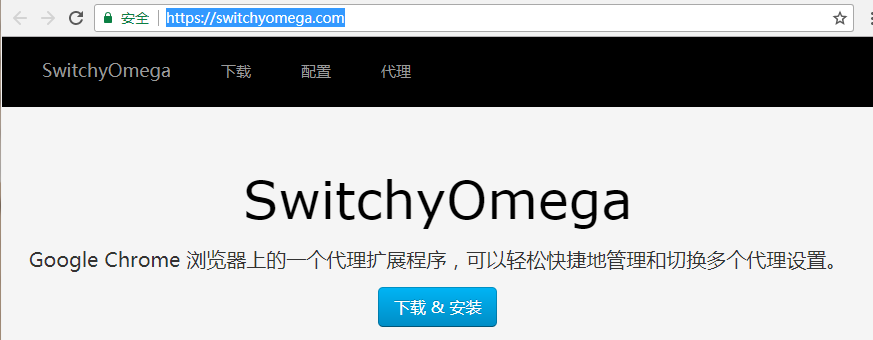 安全 https://switchyomega.com
SwitchyOmega 下载 配置 代理
SwitchyOmega
Google Chrome 浏览器上的一个代理扩展程序，可以轻松快捷地管理和切换多个代理设置。
下载 & 安装